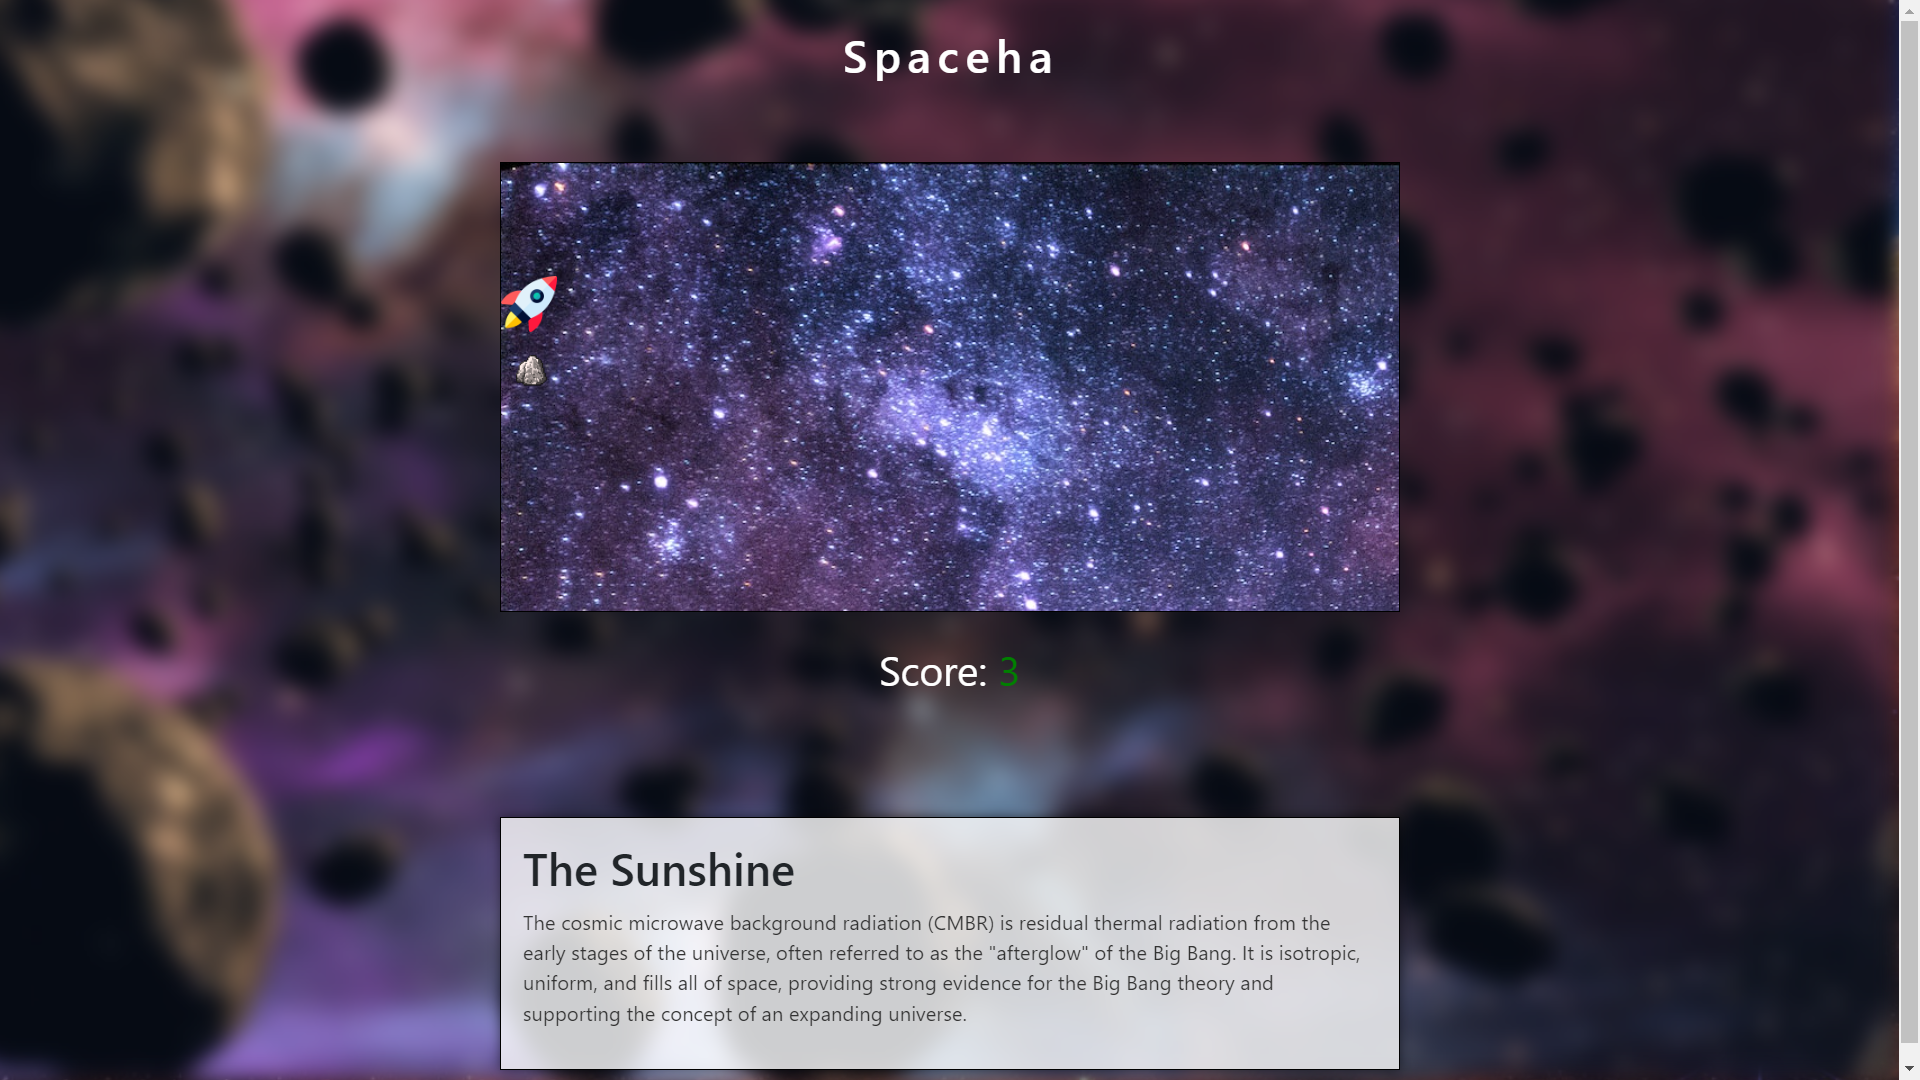 Spaceha
Score: 3
The Sunshine
The cosmic microwave background radiation (CMBR) is residual thermal radiation from the
early stages of the universe, often referred to as the "afterglow" of the Big Bang. It is isotropic,
uniform, and fills all of space, providing strong evidence for the Big Bang theory and
supporting the concept of an expanding universe.